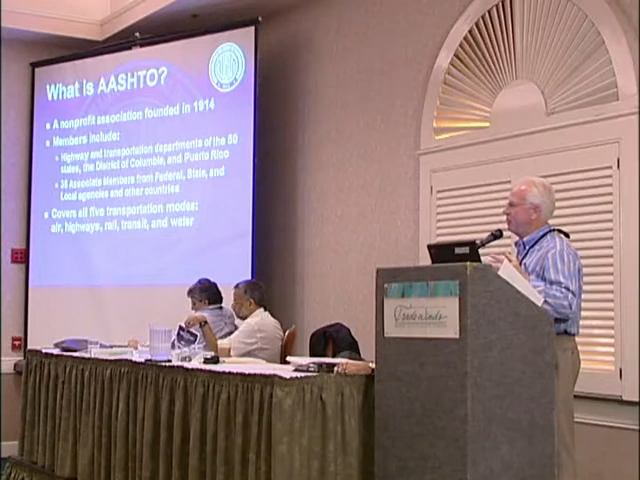 What is AASHTO?
A nonprofit association founded in 1914
Members include:
Highway and transportation departments of the 50
states, the District of Columbia, and Puerto Rico
38 Associate Members from Federal, State, and
Local agencies and other countries
Covers all five transportation modes:
air, highways, rail, transit, and water
Tradewinds